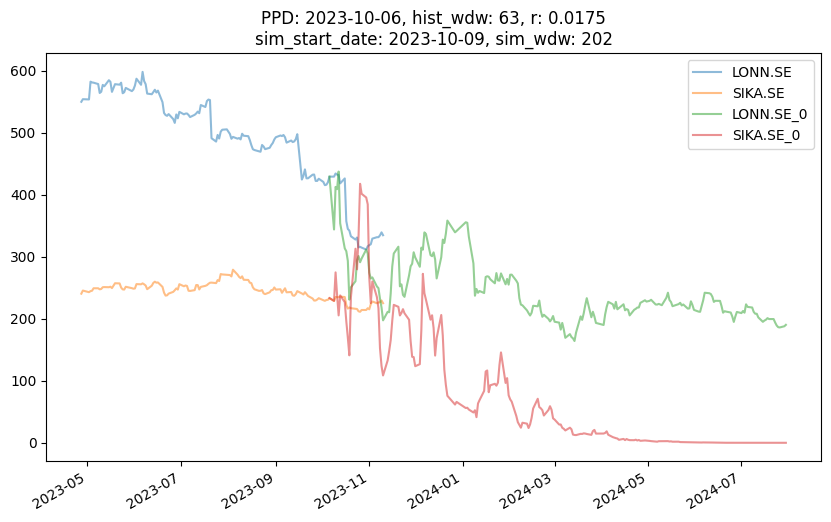 PPD: 2023-10-06, hist_wdw: 63, r: 0.0175
sim_start_date: 2023-10-09, sim_wdw: 202
LONN.SE
SIKA.SE
LONN.SE_0
SIKA.SE_0
600
500
400
300
200
100
0
2023-05
2023-07
2023-09
2023-11
2024-01
2024-03
2024-05
2024-07